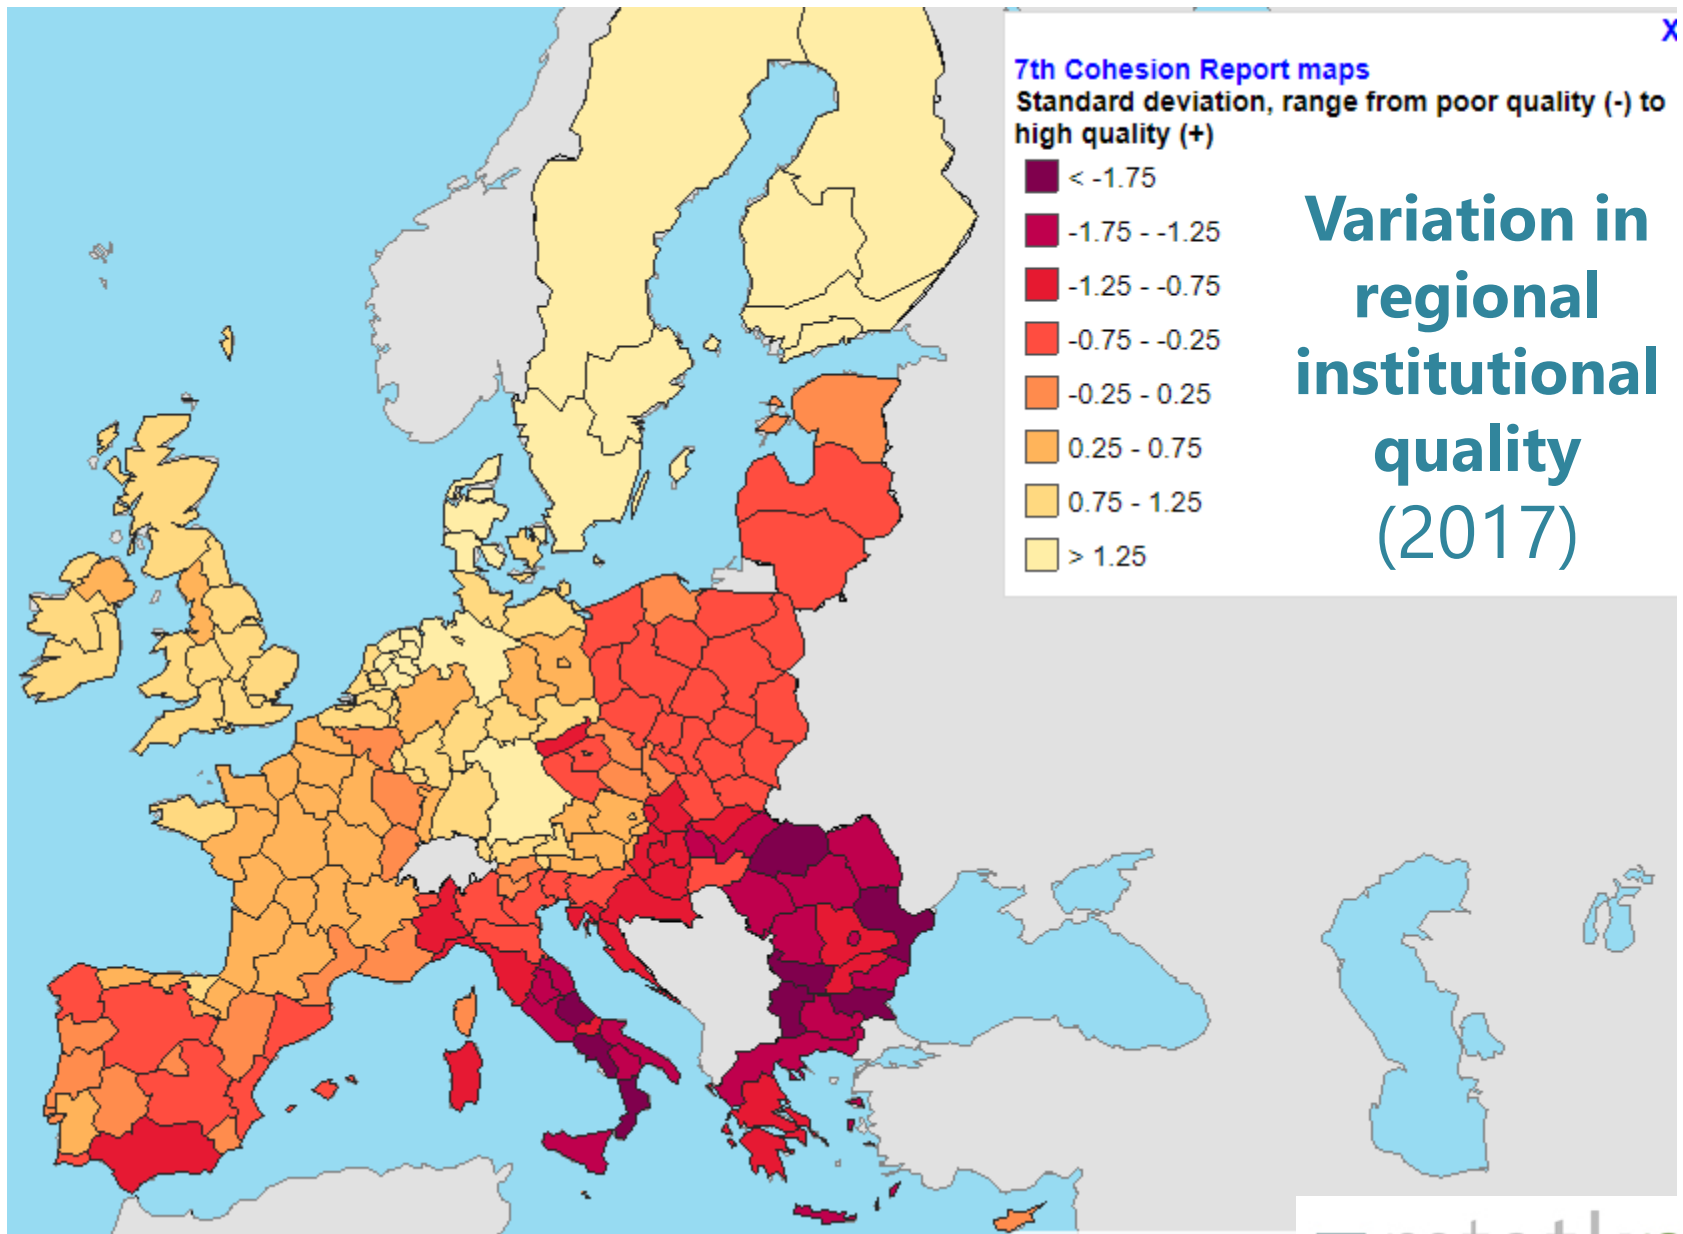 X
7th Cohesion Report maps
Standard deviation, range from poor quality (-) to
high quality (+)
< -1.75
-1.75 - -1.25
-1.25 - -0.75
-0.75 - -0.25
-0.25 - 0.25
0.25 - 0.75
0.75 - 1.25
> 1.25
Variation in
regional
institutional
quality
(2017)